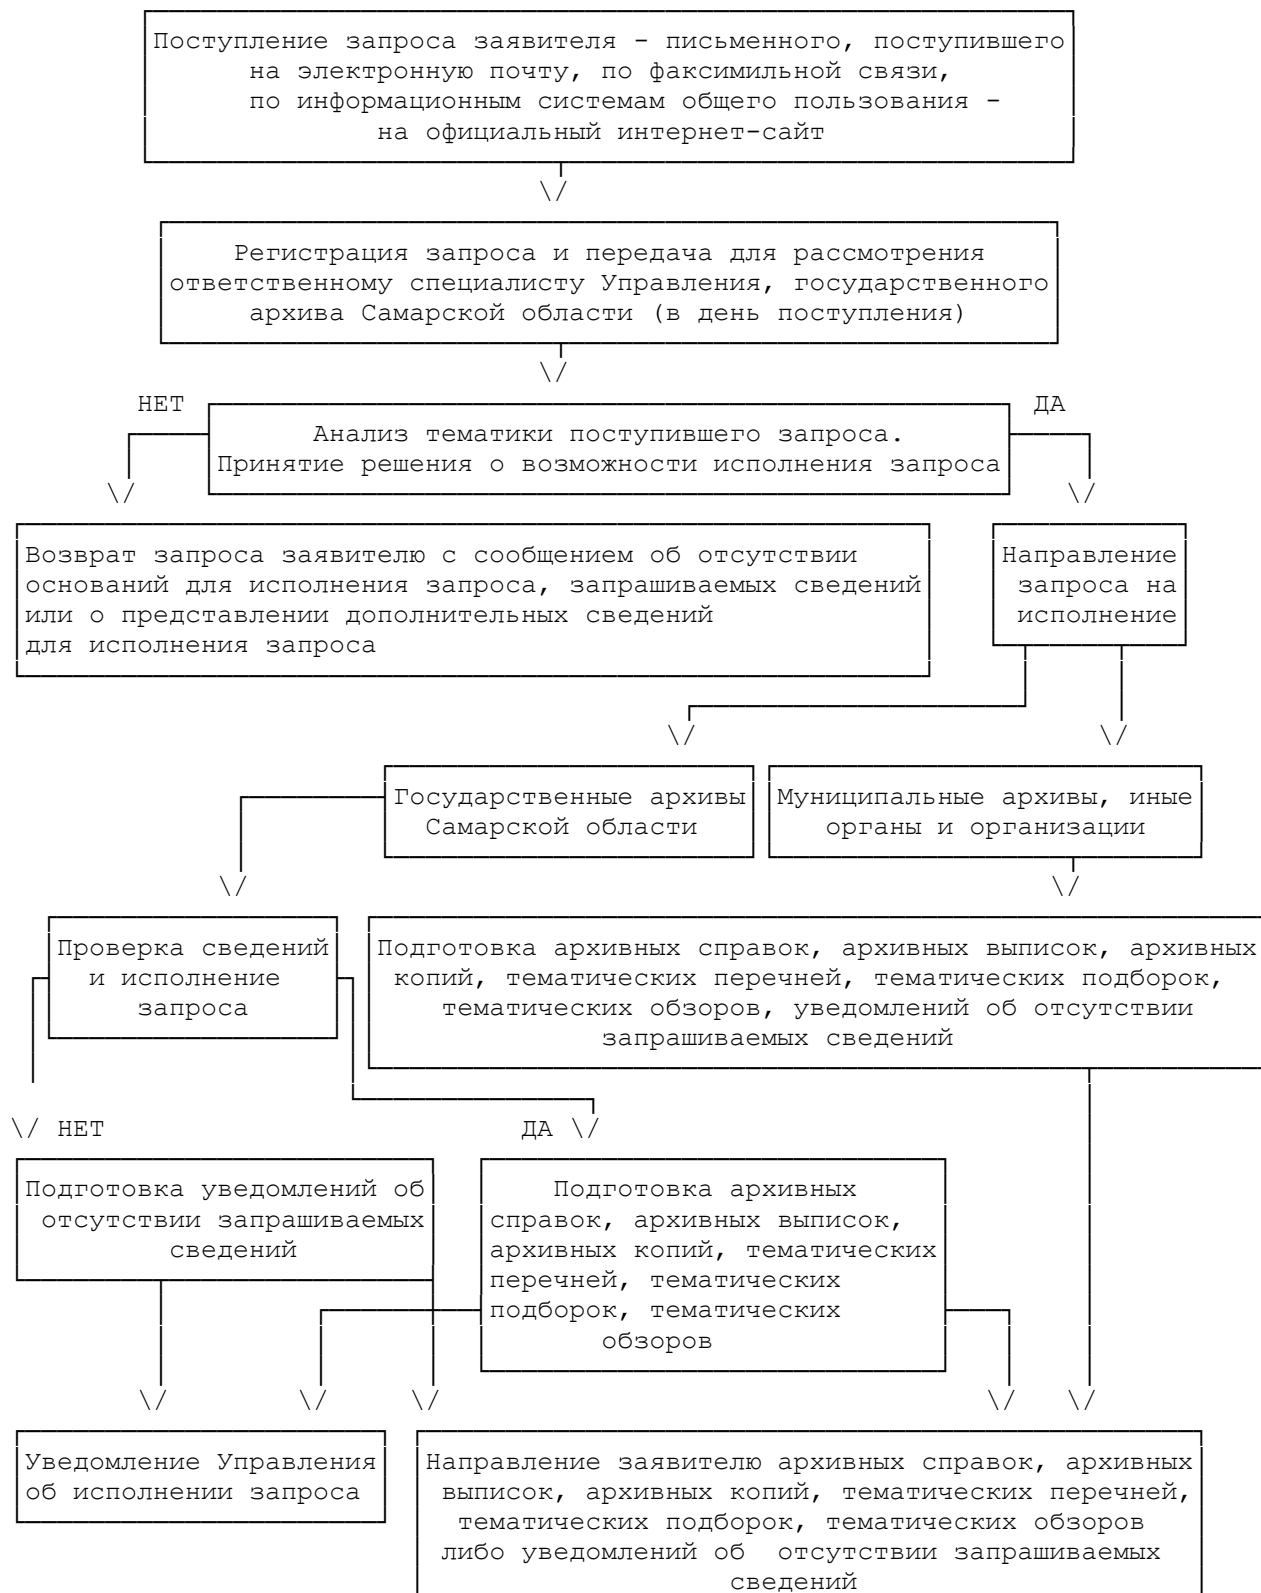 Поступление запроса заявителя - письменного, поступившего
на электронную почту, по факсимильной связи,
по информационным системам общего пользования -
на официальный интернет-сайт
\/
Регистрация запроса и передача для рассмотрения
ответственному специалисту Управления, государственного
архива Самарской области (в день поступления)
\/
НЕТ
ДА
Анализ тематики поступившего запроса.
Принятие решения о возможности исполнения запроса
\/ \/
Возврат запроса заявителю с сообщением об отсутствии
оснований для исполнения запроса, запрашиваемых сведений
или о представлении дополнительных сведений
для исполнения запроса
Направление
запроса на
исполнение
\/ \/
Государственные архивы
Самарской области
Муниципальные архивы, иные
органы и организации
\/ \/
Проверка сведений
и исполнение
запроса
Подготовка архивных справок, архивных выписок, архивных
копий, тематических перечней, тематических подборок,
тематических обзоров, уведомлений об отсутствии
запрашиваемых сведений
\/ НЕТ
ДА \/
Подготовка уведомлений об
отсутствии запрашиваемых
сведений
Подготовка архивных
справок, архивных выписок,
архивных копий, тематических
перечней, тематических
подборок, тематических
обзоров
\/ \/ \/ \/ \/
Уведомление Управления
об исполнении запроса
Направление заявителю архивных справок, архивных
выписок, архивных копий, тематических перечней,
тематических подборок, тематических обзоров
либо уведомлений об отсутствии запрашиваемых
сведений